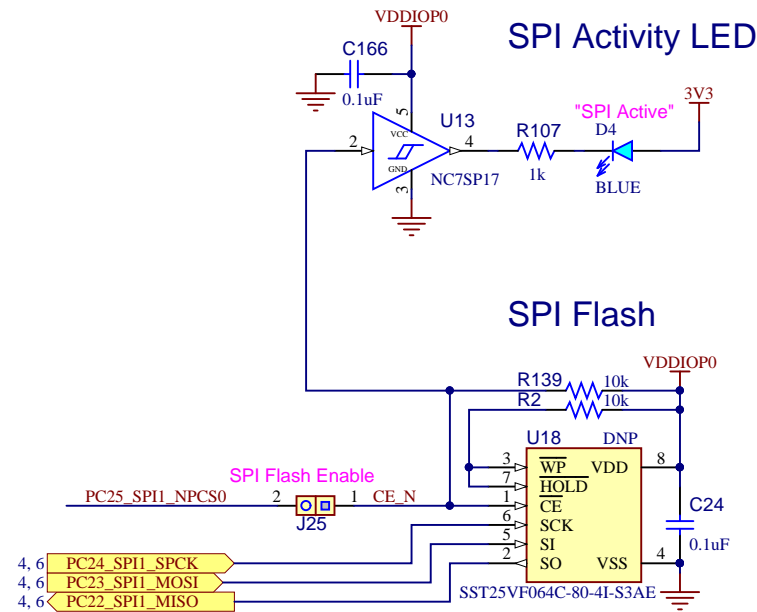 VDDIOP0
SPI Activity LED
C166
0.1uF
3V3
"SPI Active"
5
U13
R107
D4
2
VCC
4
GND
NC7SP17
1k
BLUE
3
SPI Flash
VDDIOP0
R139
10k
R2
10k
U18
DNP
3
WP
VDD
8
SPI Flash Enable
7
HOLD
PC25_SPI1_NPCS0
2
1
CE_N
1
CE
C24
J25
6
SCK
5
SI
0.1uF
4, 6
PC24_SPI1_SPCK
2
SO
VSS
4
4, 6
PC23_SPI1_MOSI
SST25VF064C-80-4I-S3AE
4, 6
PC22_SPI1_MISO